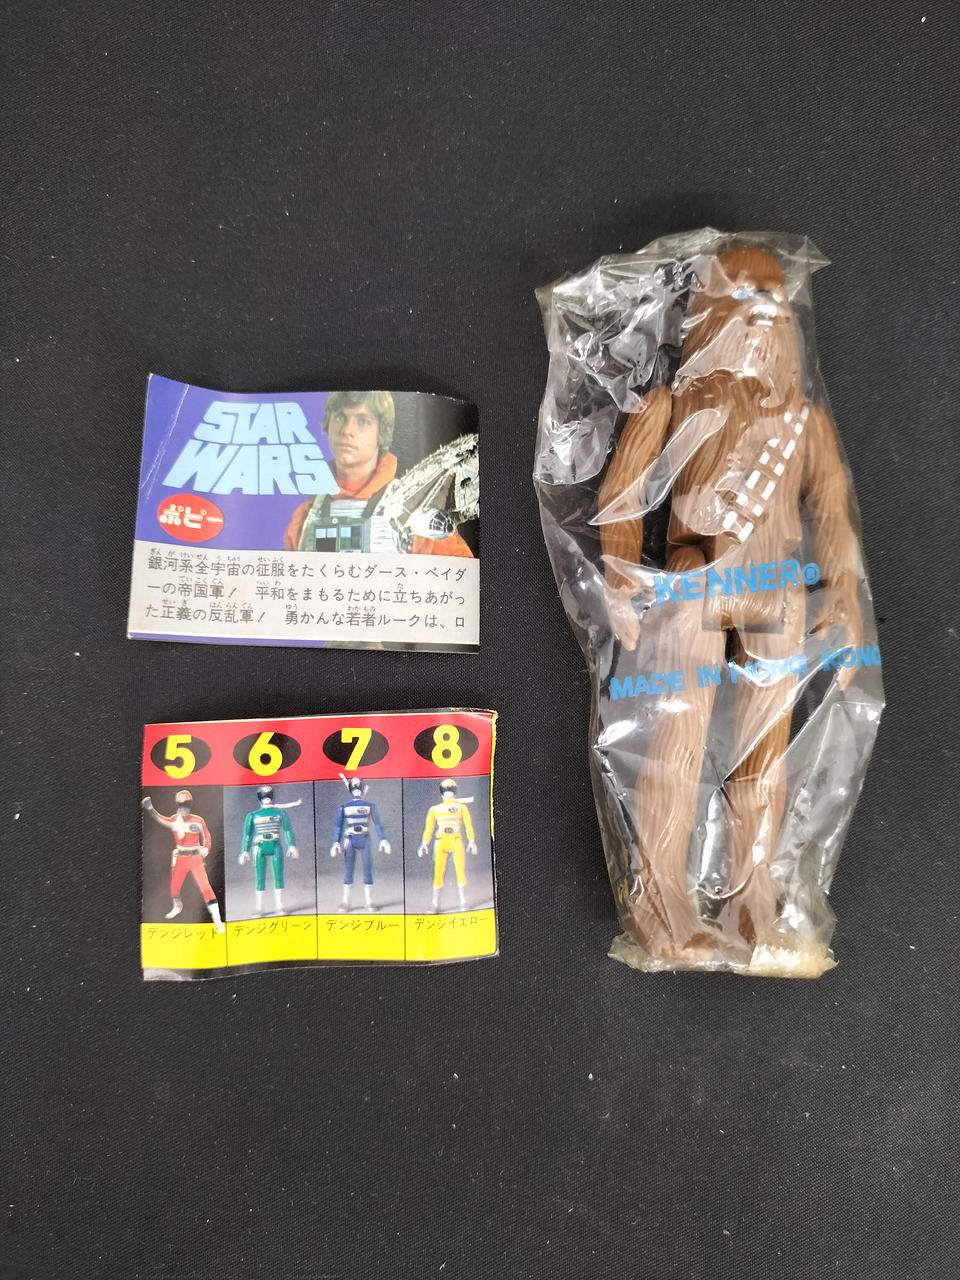 STAR
WARS
ポピー
銀河系全宇宙の征服をたくらむダース・ベイダ
ーの帝国軍! 平和をまもるために立ちあがっ
た正義の反乱軍! 勇かんな若者ルークは、ロ
5 6 7 8
デンジレッド デンジグリーン デンジブルー デンジイエロー
KENNER®
MADE IN HONG KONG